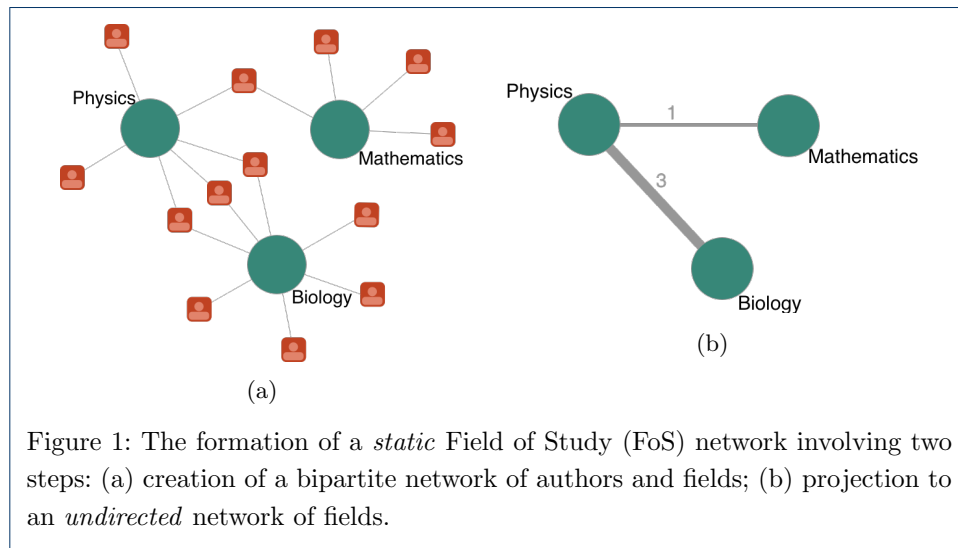 Physics
Mathematics
Biology
(a)
Physics
1
Mathematics
3
Biology
(b)
Figure 1: The formation of a static Field of Study (FoS) network involving two
steps: (a) creation of a bipartite network of authors and fields; (b) projection to
an undirected network of fields.